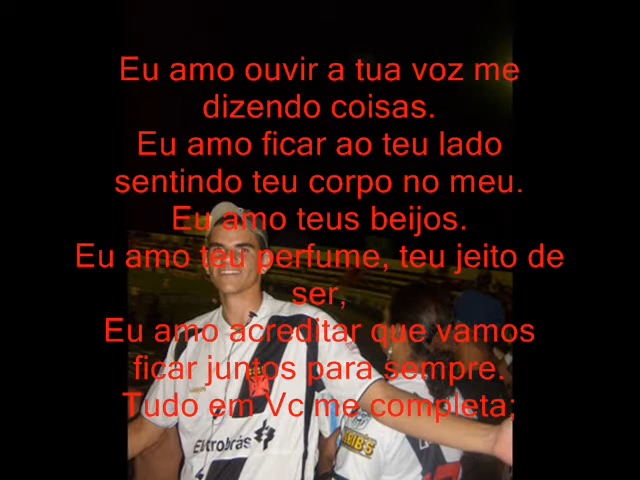 Eu amo ouvir a tua voz me
dizendo coisas.
Eu amo ficar ao teu lado
sentindo teu corpo no meu.
Eu amo teus beijos.
Eu amo teu perfume, teu jeito de
ser,
Eu amo acreditar que vamos
ficar juntos para sempre.
Tudo em Vc me completa;
Eletrobrás